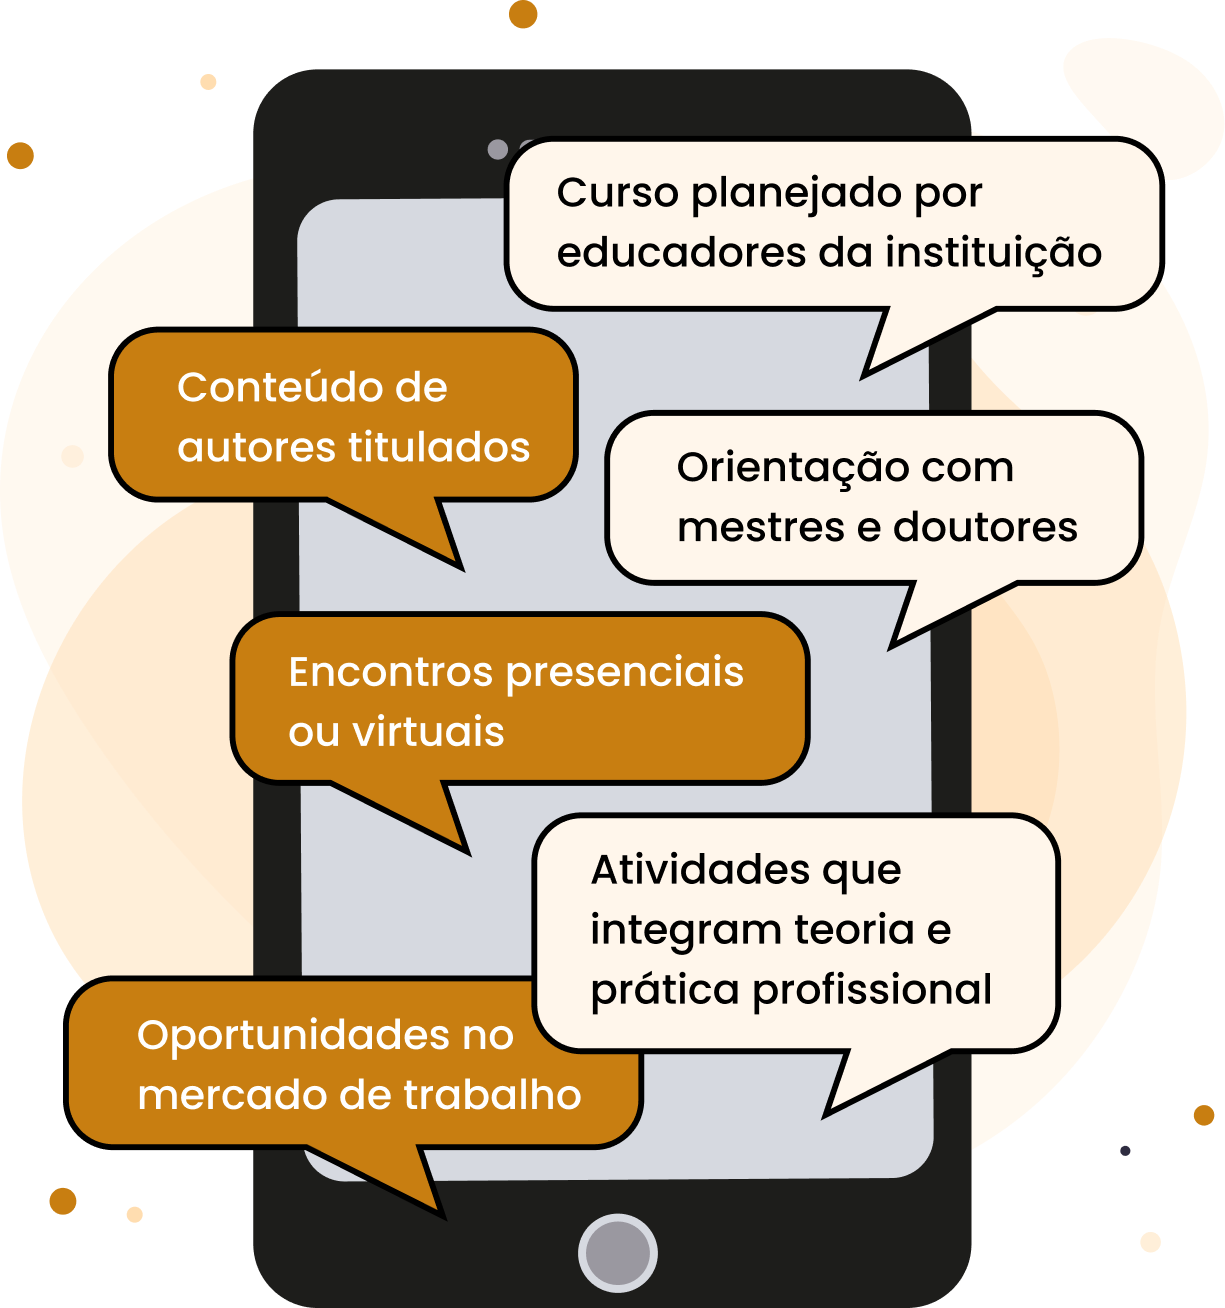 Curso planejado por
educadores da instituição
Conteúdo de
autores titulados
Orientação com
mestres e doutores
Encontros presenciais
ou virtuais
Atividades que
integram teoria e
prática profissional
Oportunidades no
mercado de trabalho